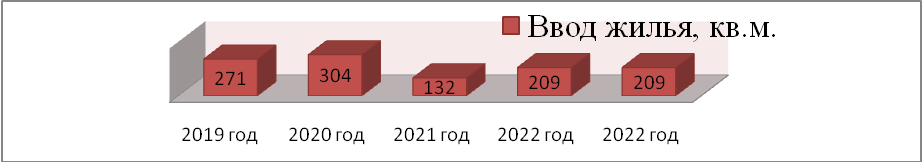 Ввод жилья, кв.м.
271 304 132 209 209
2019 год 2020 год 2021 год 2022 год 2022 год